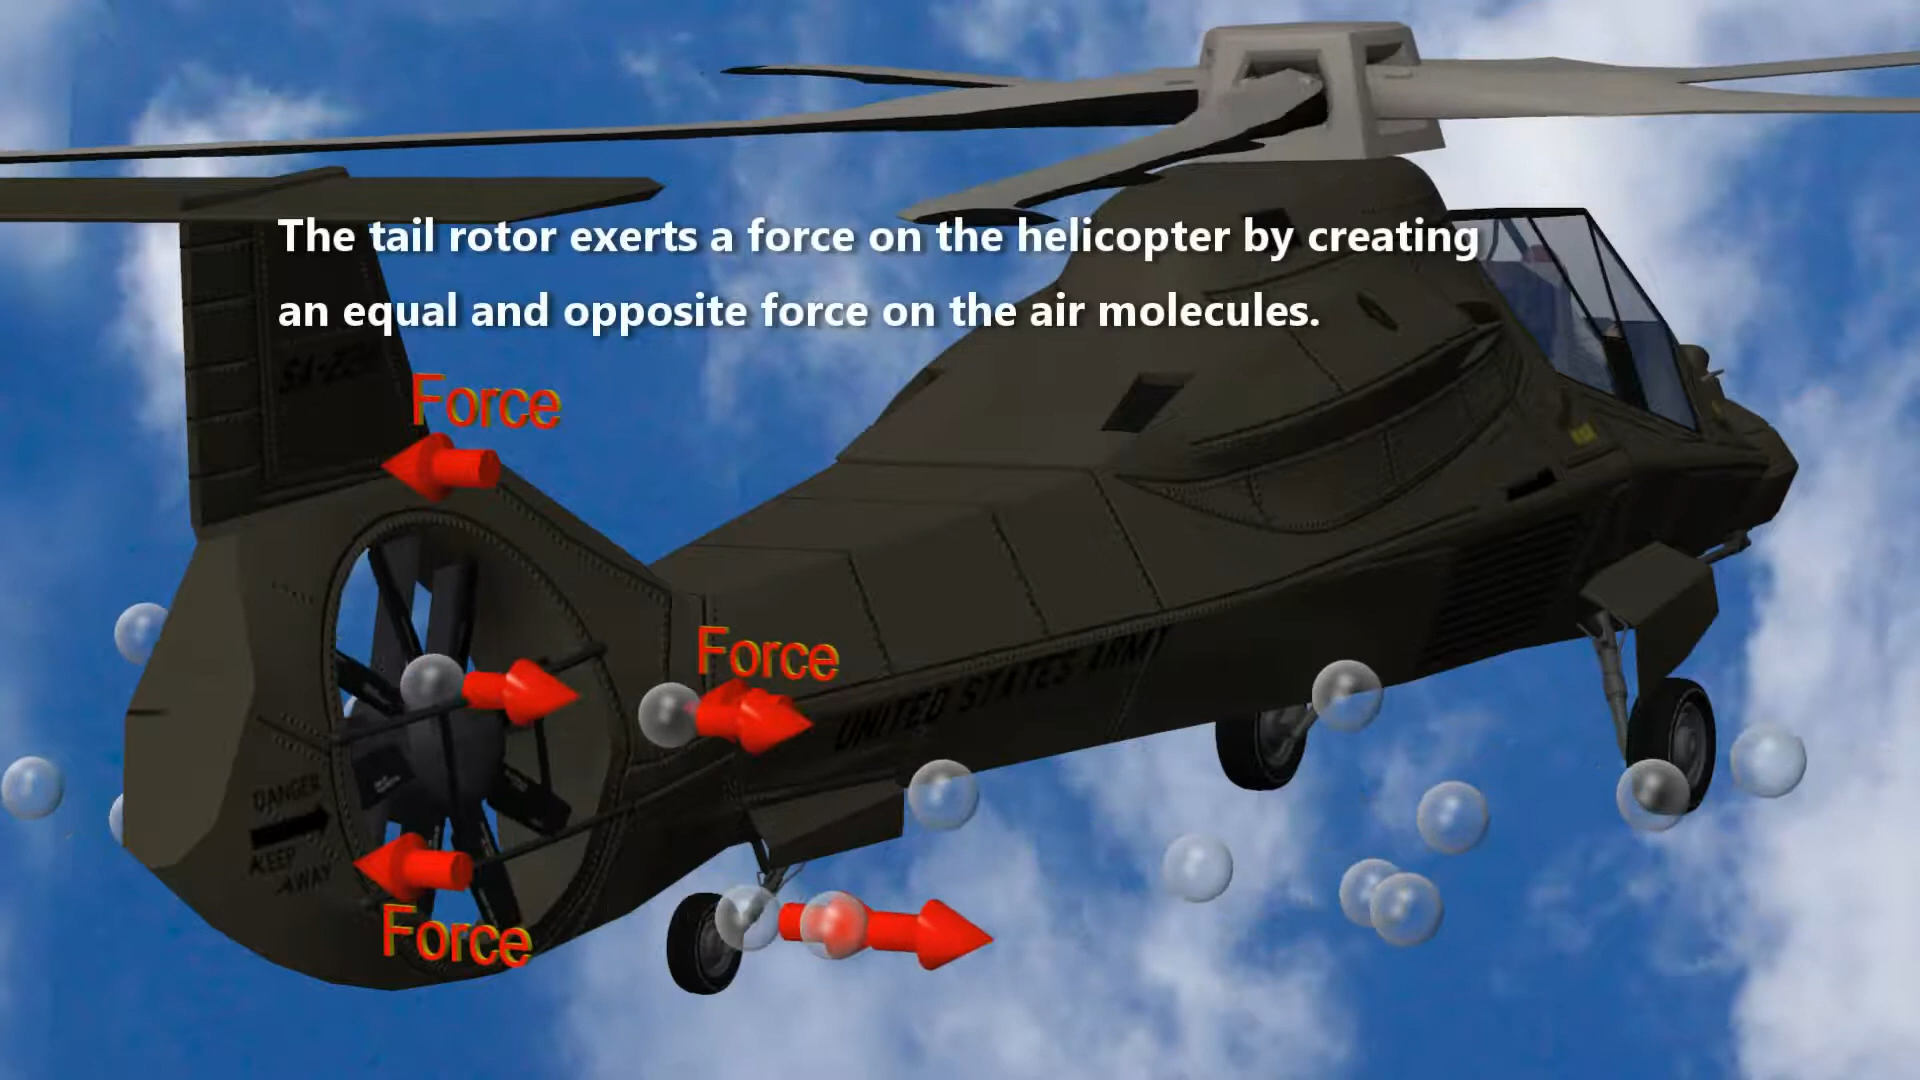 The tail rotor exerts a force on the helicopter by creating
an equal and opposite force on the air molecules.
Force
Force
UNITED STATES ARMY
DANGER
KEEP
AWAY
Force